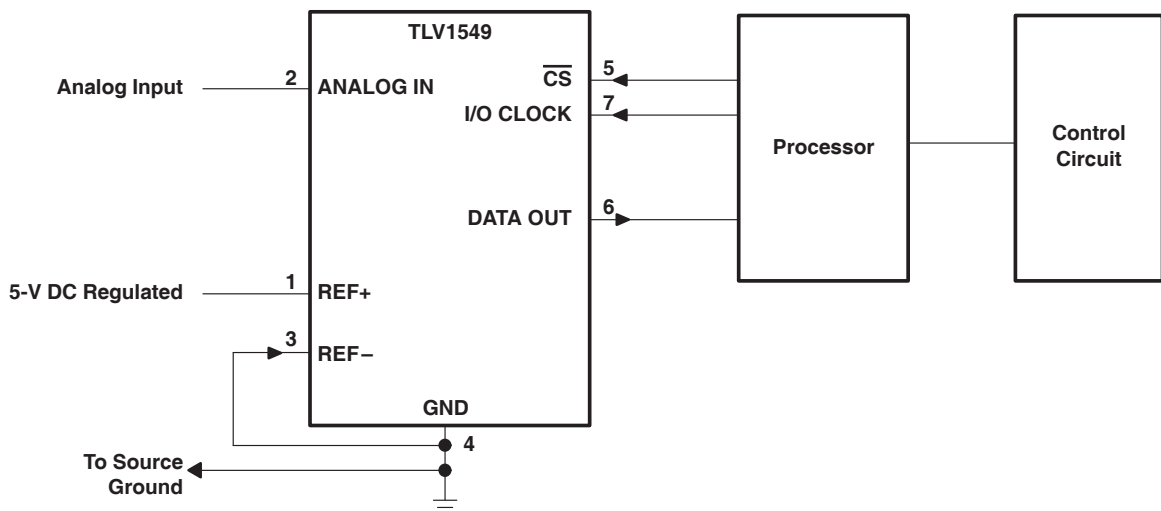 TLV1549
Analog Input
2
ANALOG IN
CS
5
I/O CLOCK
7
DATA OUT
6
Processor
Control
Circuit
5-V DC Regulated
1
REF+
3
REF−
GND
4
To Source
Ground